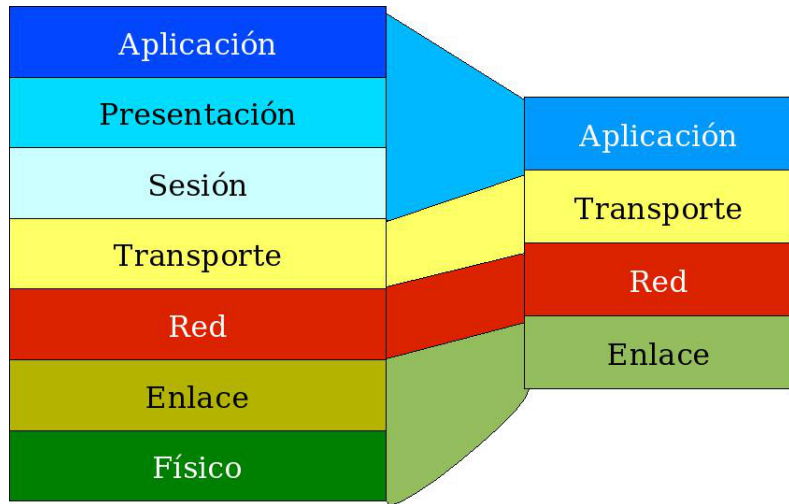 Aplicación
Presentación
Sesión
Transporte
Red
Enlace
Físico
Aplicación
Transporte
Red
Enlace